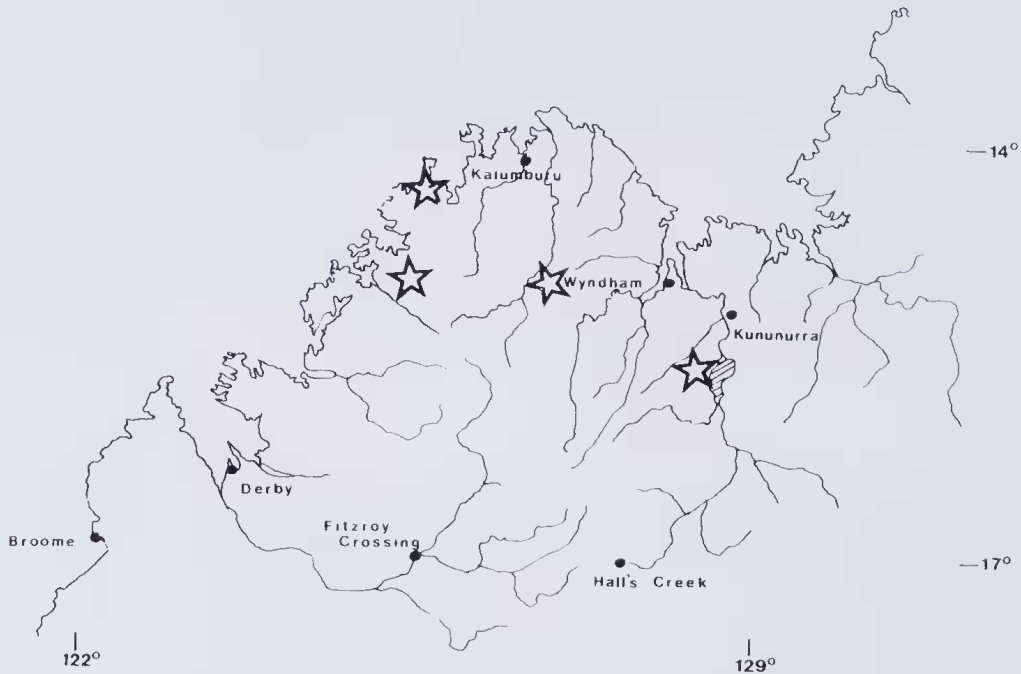 —14°
Kalumburu
Wyndham
Kununurra
Derby
Broome
Fitzroy
Crossing
Hall's Creek
—17°
122°
129°